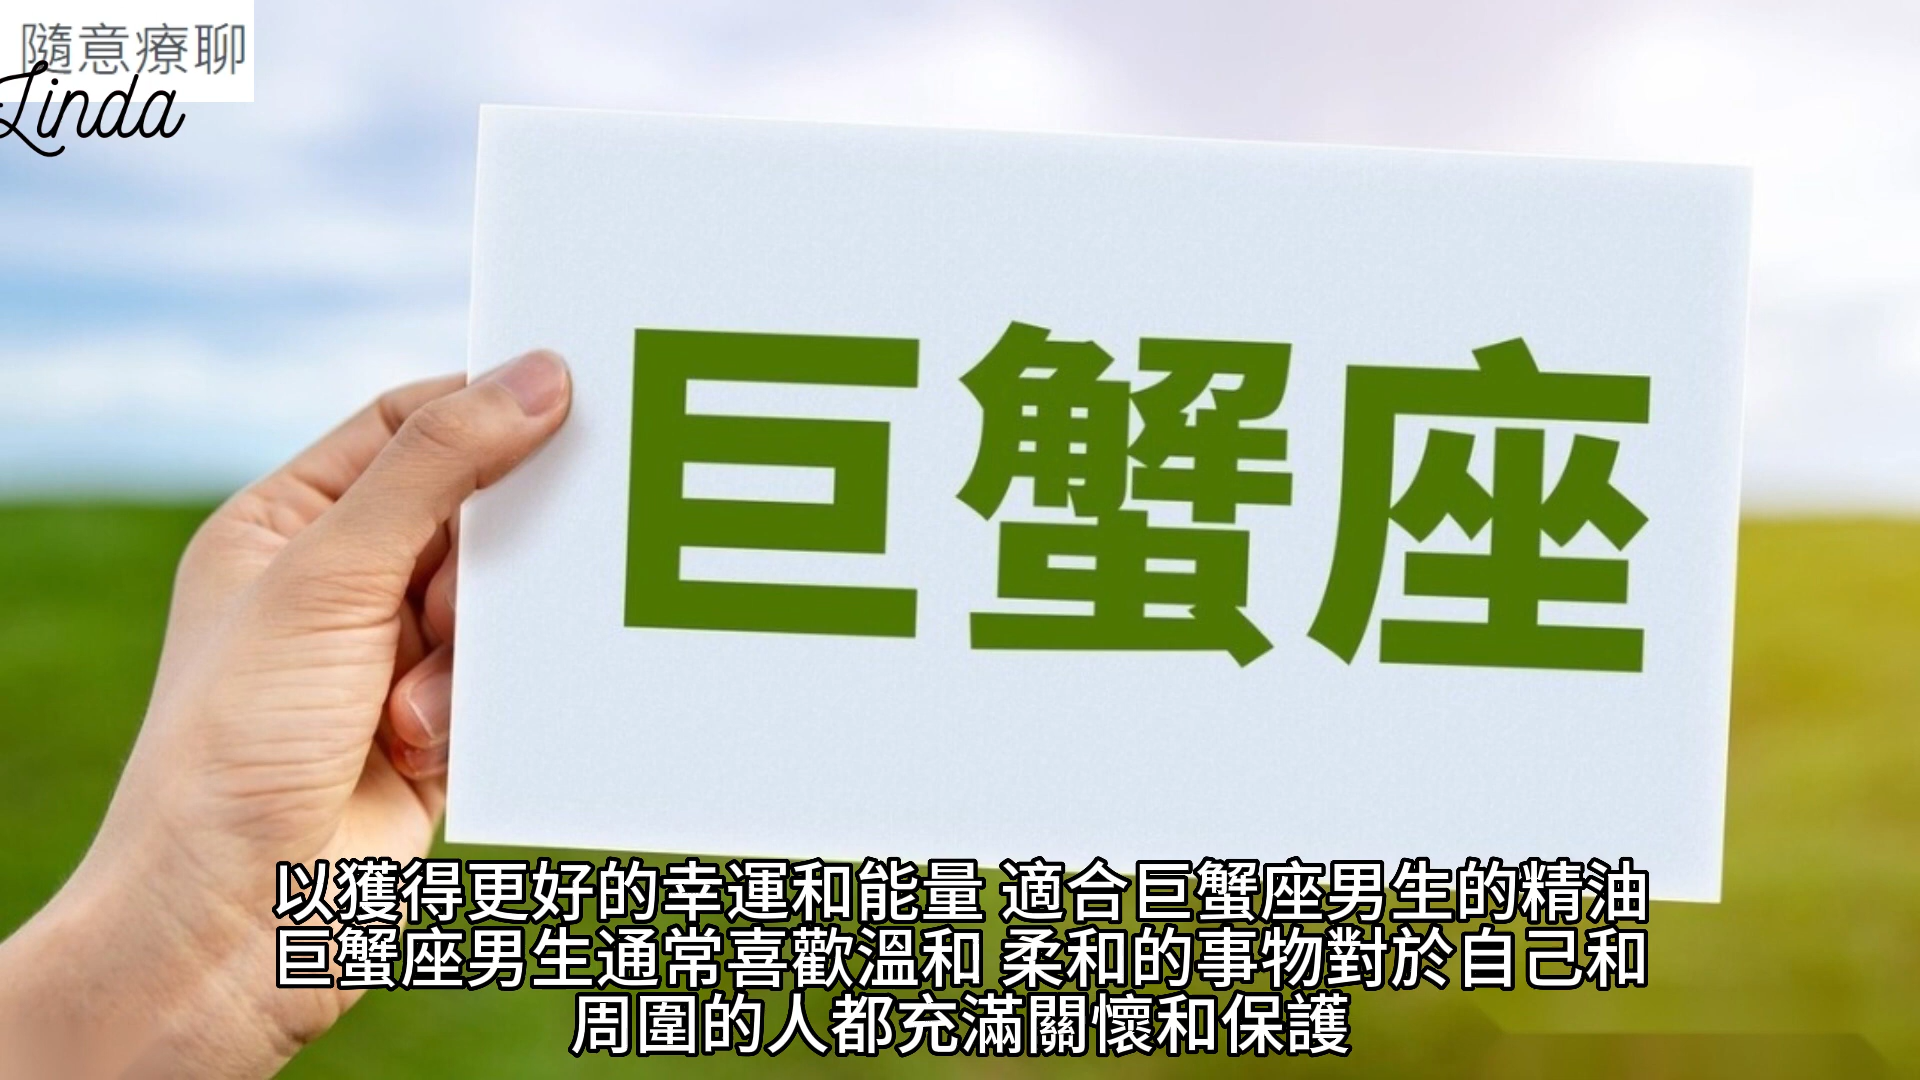 隨意療聊
Linda
巨蟹座
以獲得更好的幸運和能量 適合巨蟹座男生的精油
巨蟹座男生通常喜歡溫和 柔和的事物對於自己和
周圍的人都充滿關懷和保護